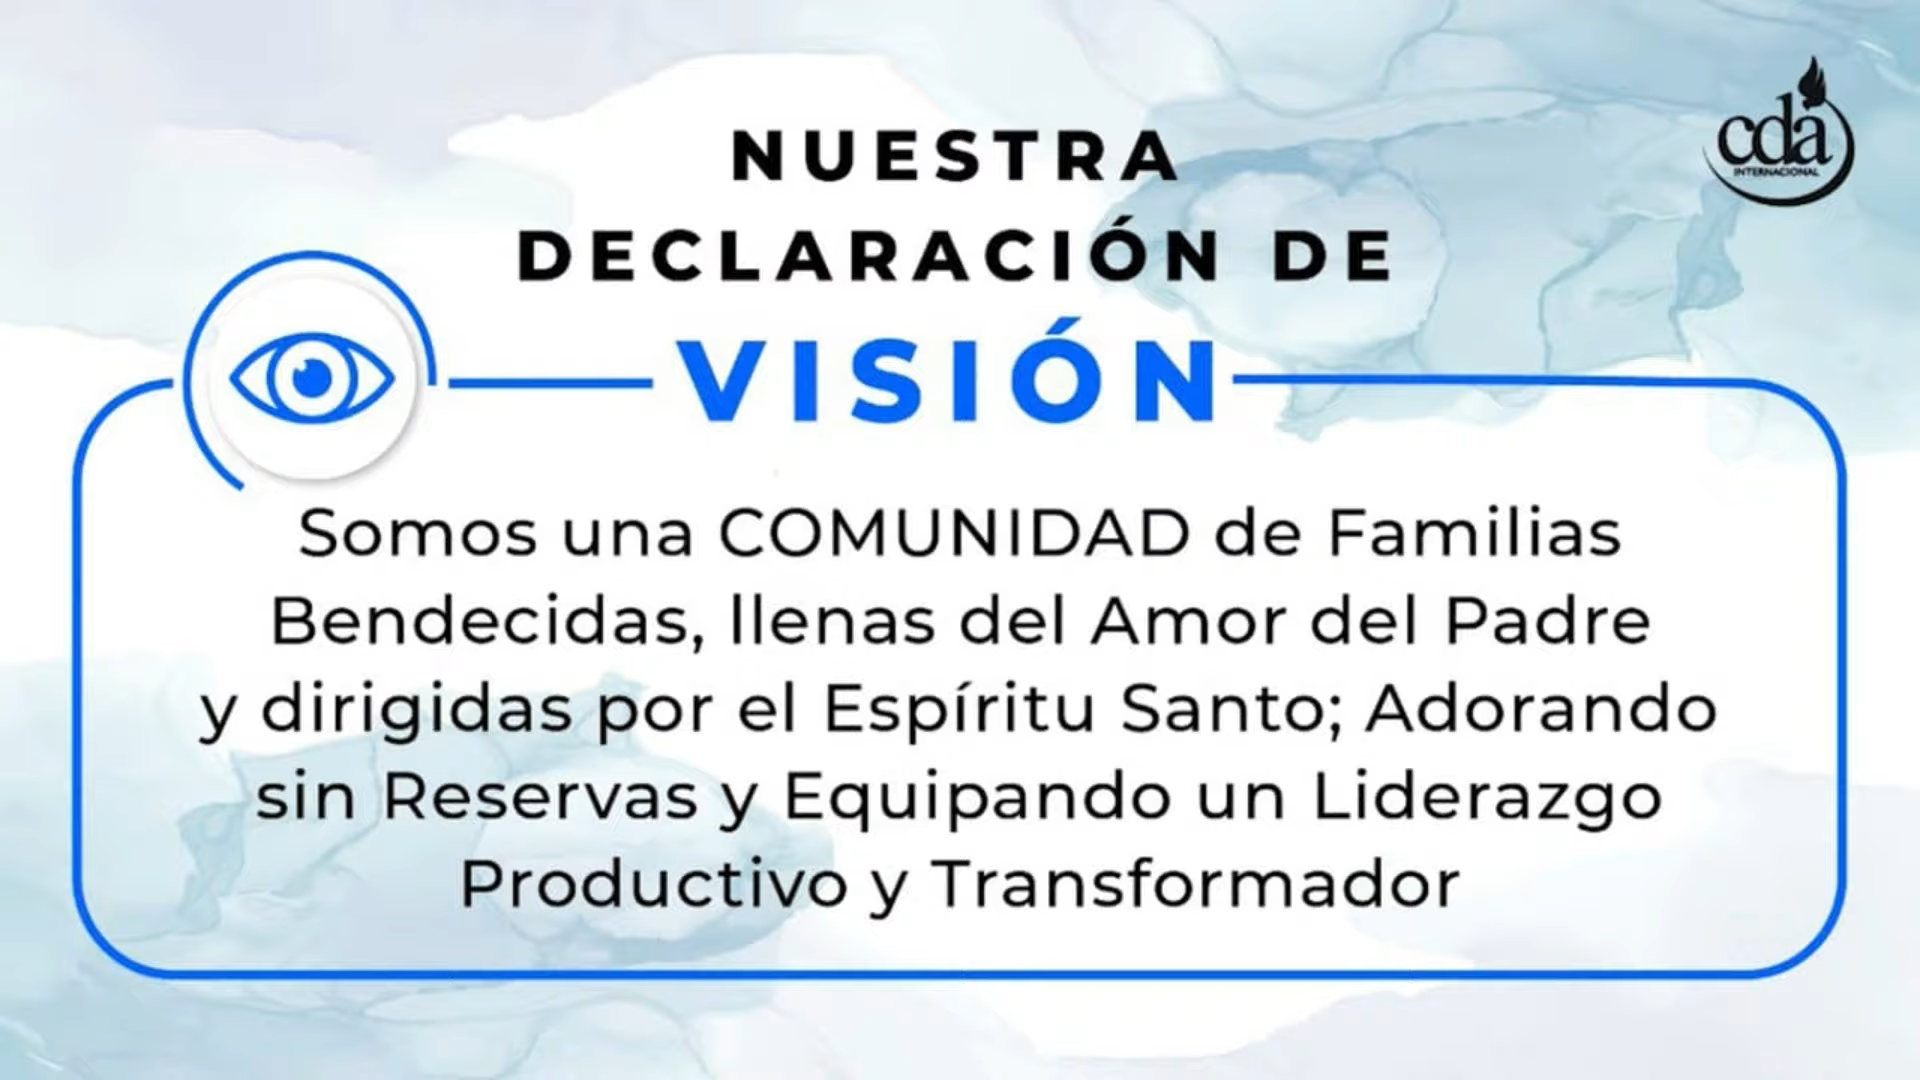 cda
INTERNACIONAL
NUESTRA
DECLARACIÓN DE
VISIÓN
Somos una COMUNIDAD de Familias
Bendecidas, llenas del Amor del Padre
y dirigidas por el Espíritu Santo; Adorando
sin Reservas y Equipando un Liderazgo
Productivo y Transformador